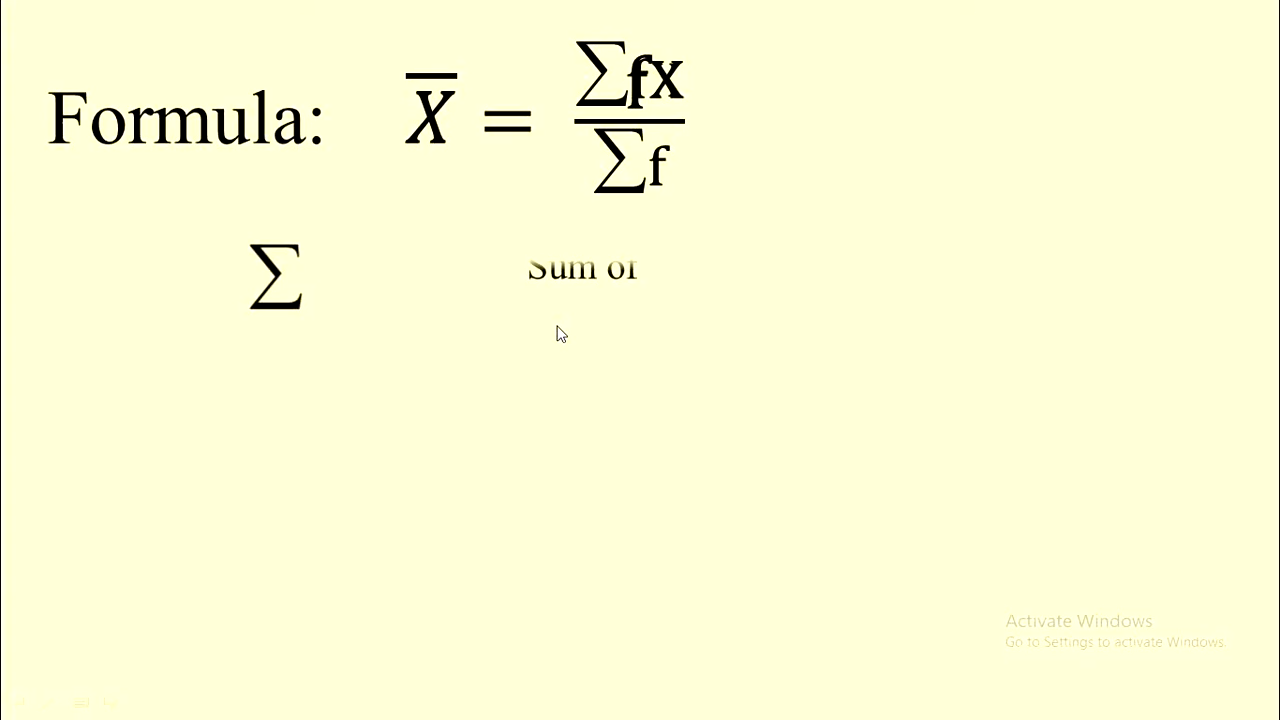 Formula: X̅ = ∑fx / ∑f
∑ Sum of
Activate Windows
Go to Settings to activate Windows.